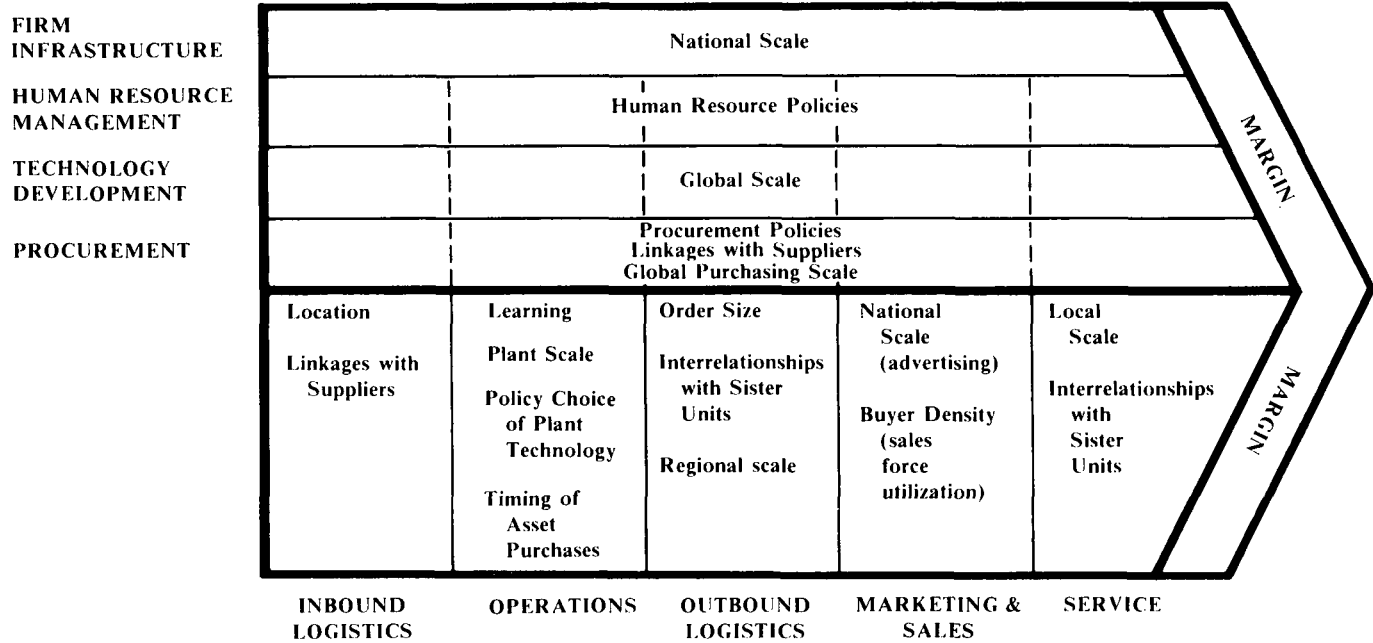 FIRM
INFRASTRUCTURE
National Scale
HUMAN RESOURCE
MANAGEMENT
Human Resource Policies
TECHNOLOGY
DEVELOPMENT
Global Scale
PROCUREMENT
Procurement Policies
Linkages with Suppliers
Global Purchasing Scale
MARGIN
Location
Linkages with
Suppliers
Learning
Plant Scale
Policy Choice
of Plant
Technology
Timing of
Asset
Purchases
Order Size
Interrelationships
with Sister
Units
Regional scale
National
Scale
(advertising)
Buyer Density
(sales
force
utilization)
Local
Scale
Interrelationships
with
Sister
Units
MARGIN
INBOUND
LOGISTICS
OPERATIONS
OUTBOUND
LOGISTICS
MARKETING &
SALES
SERVICE